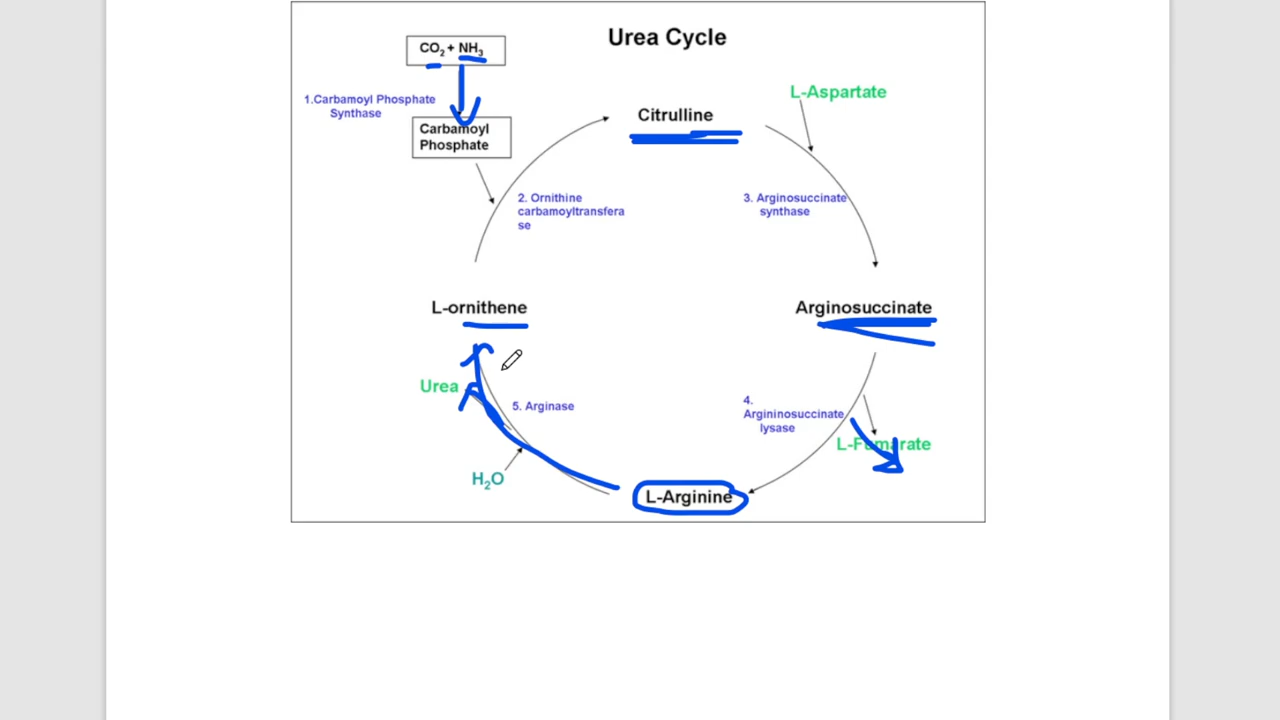 Urea Cycle
CO2 + NH3
1.Carbamoyl Phosphate
Synthase
Carbamoyl
Phosphate
Citrulline
L-Aspartate
2. Ornithine
carbamoyltransfera
se
3. Arginosuccinate
synthase
L-ornithene
Arginosuccinate
Urea
5. Arginase
4.
Argininosuccinate
lysase
L-Fumarate
H2O
L-Arginine